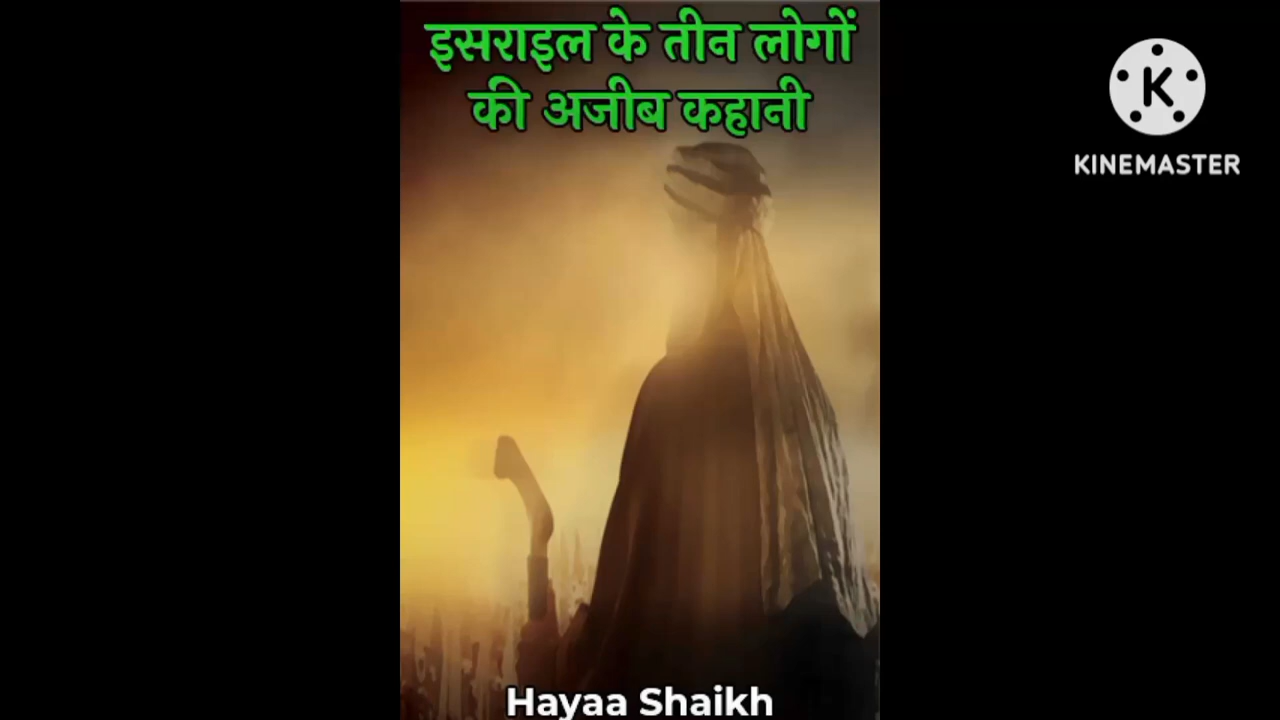 इसराइल के तीन लोगों
की अजीब कहानी
KINEMASTER
Hayaa Shaikh